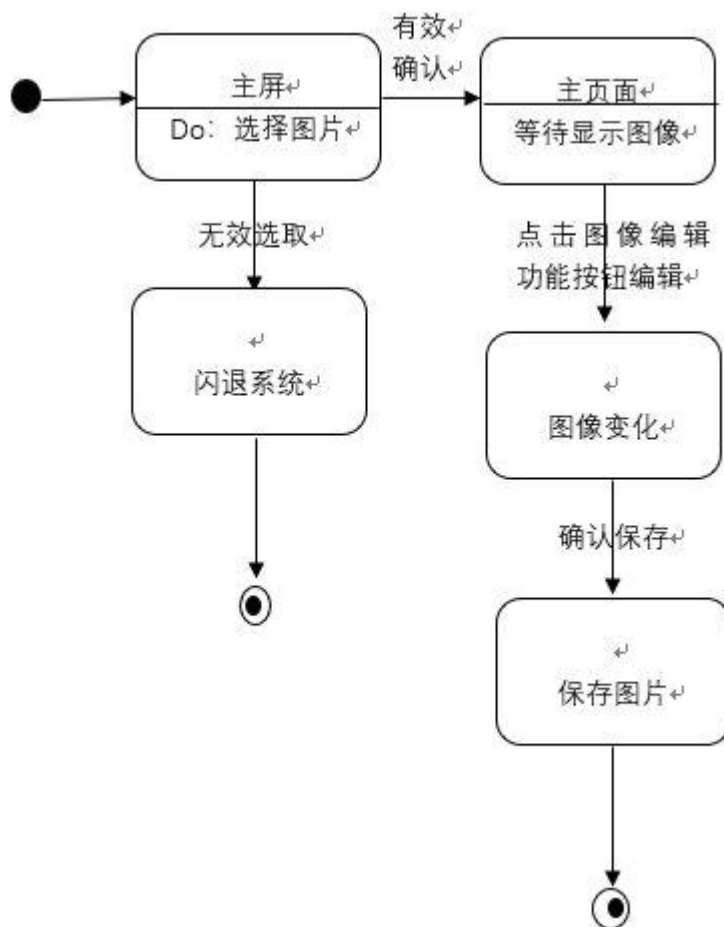 有效
确认
主屏
Do：选择图片
主页面
等待显示图像
无效选取
点击图像编辑
功能按钮编辑
闪退系统
图像变化
确认保存
保存图片